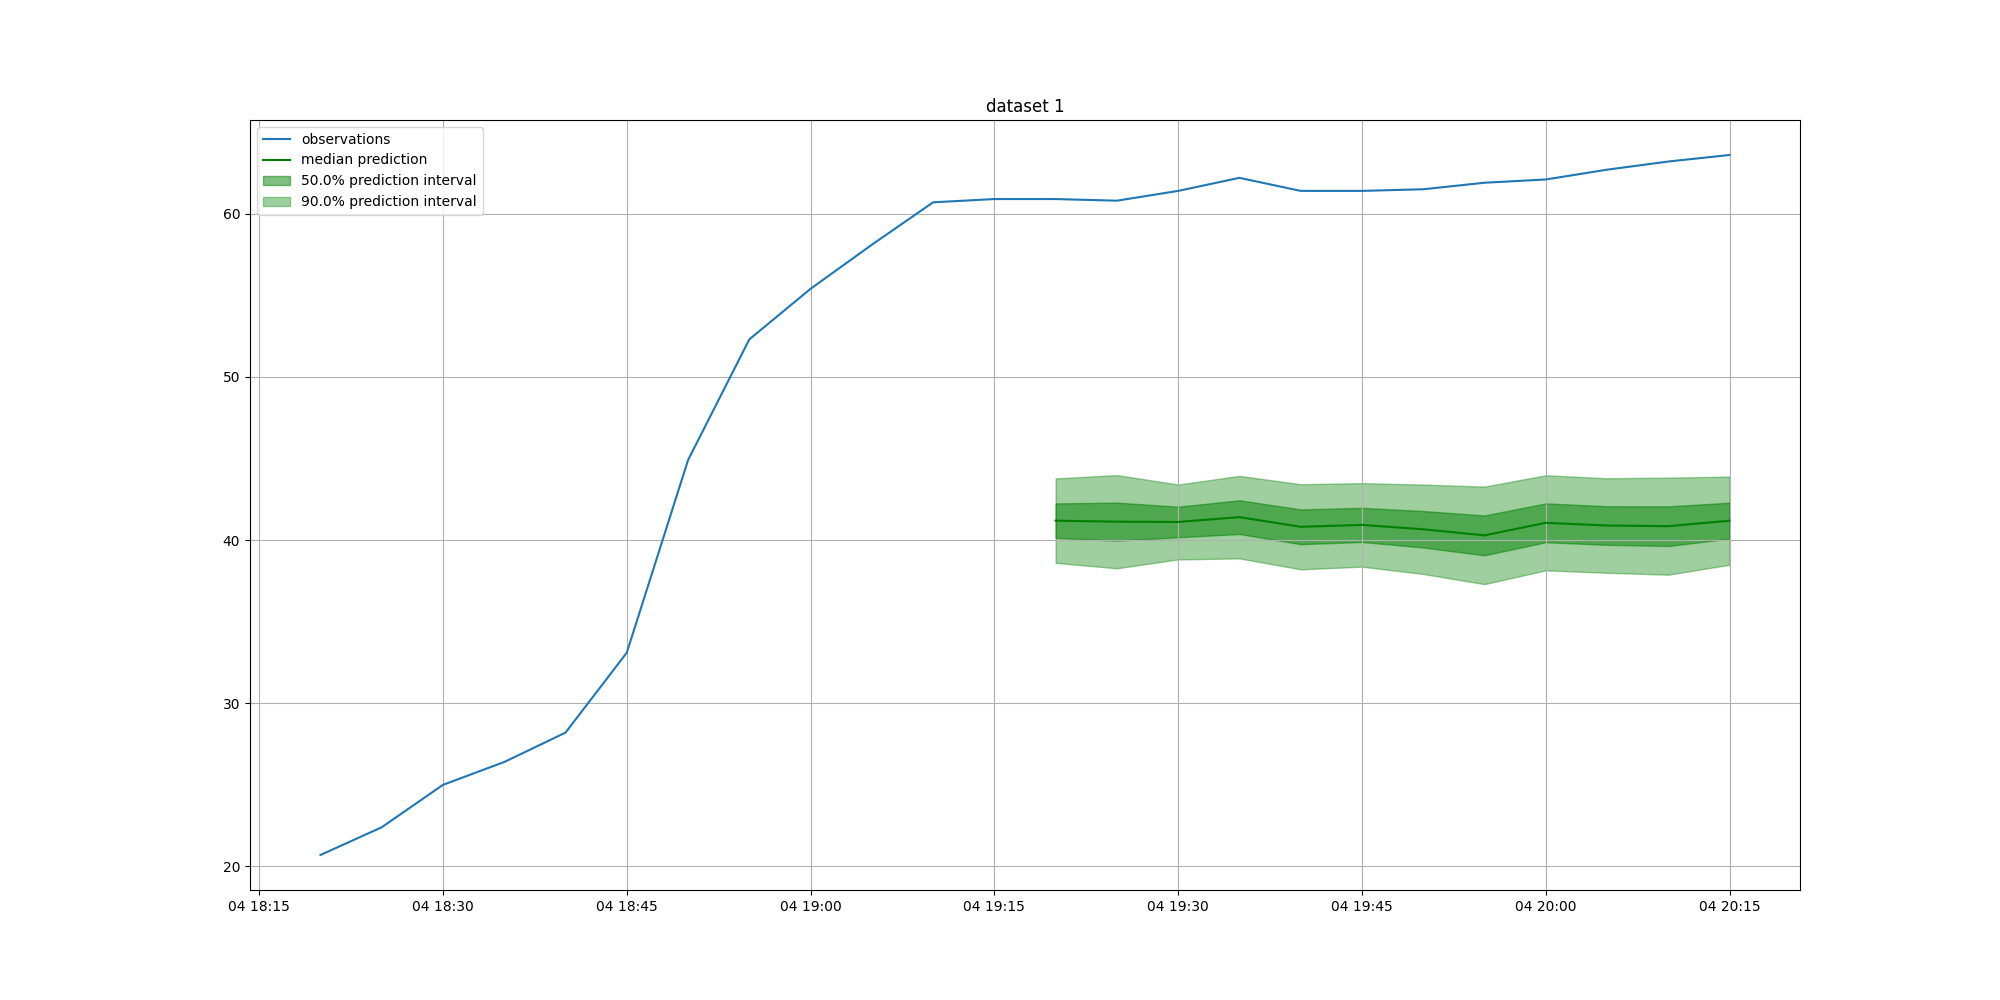 dataset 1
observations
median prediction
50.0% prediction interval
90.0% prediction interval
60
50
40
30
20
04 18:15 04 18:30 04 18:45 04 19:00 04 19:15 04 19:30 04 19:45 04 20:00 04 20:15